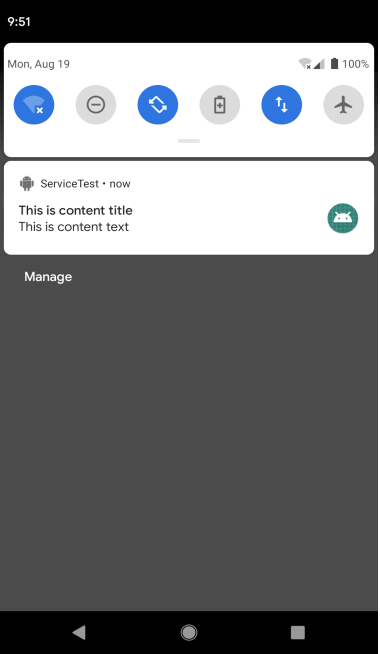 9:51
Mon, Aug 19 100%
ServiceTest • now
This is content title
This is content text
Manage